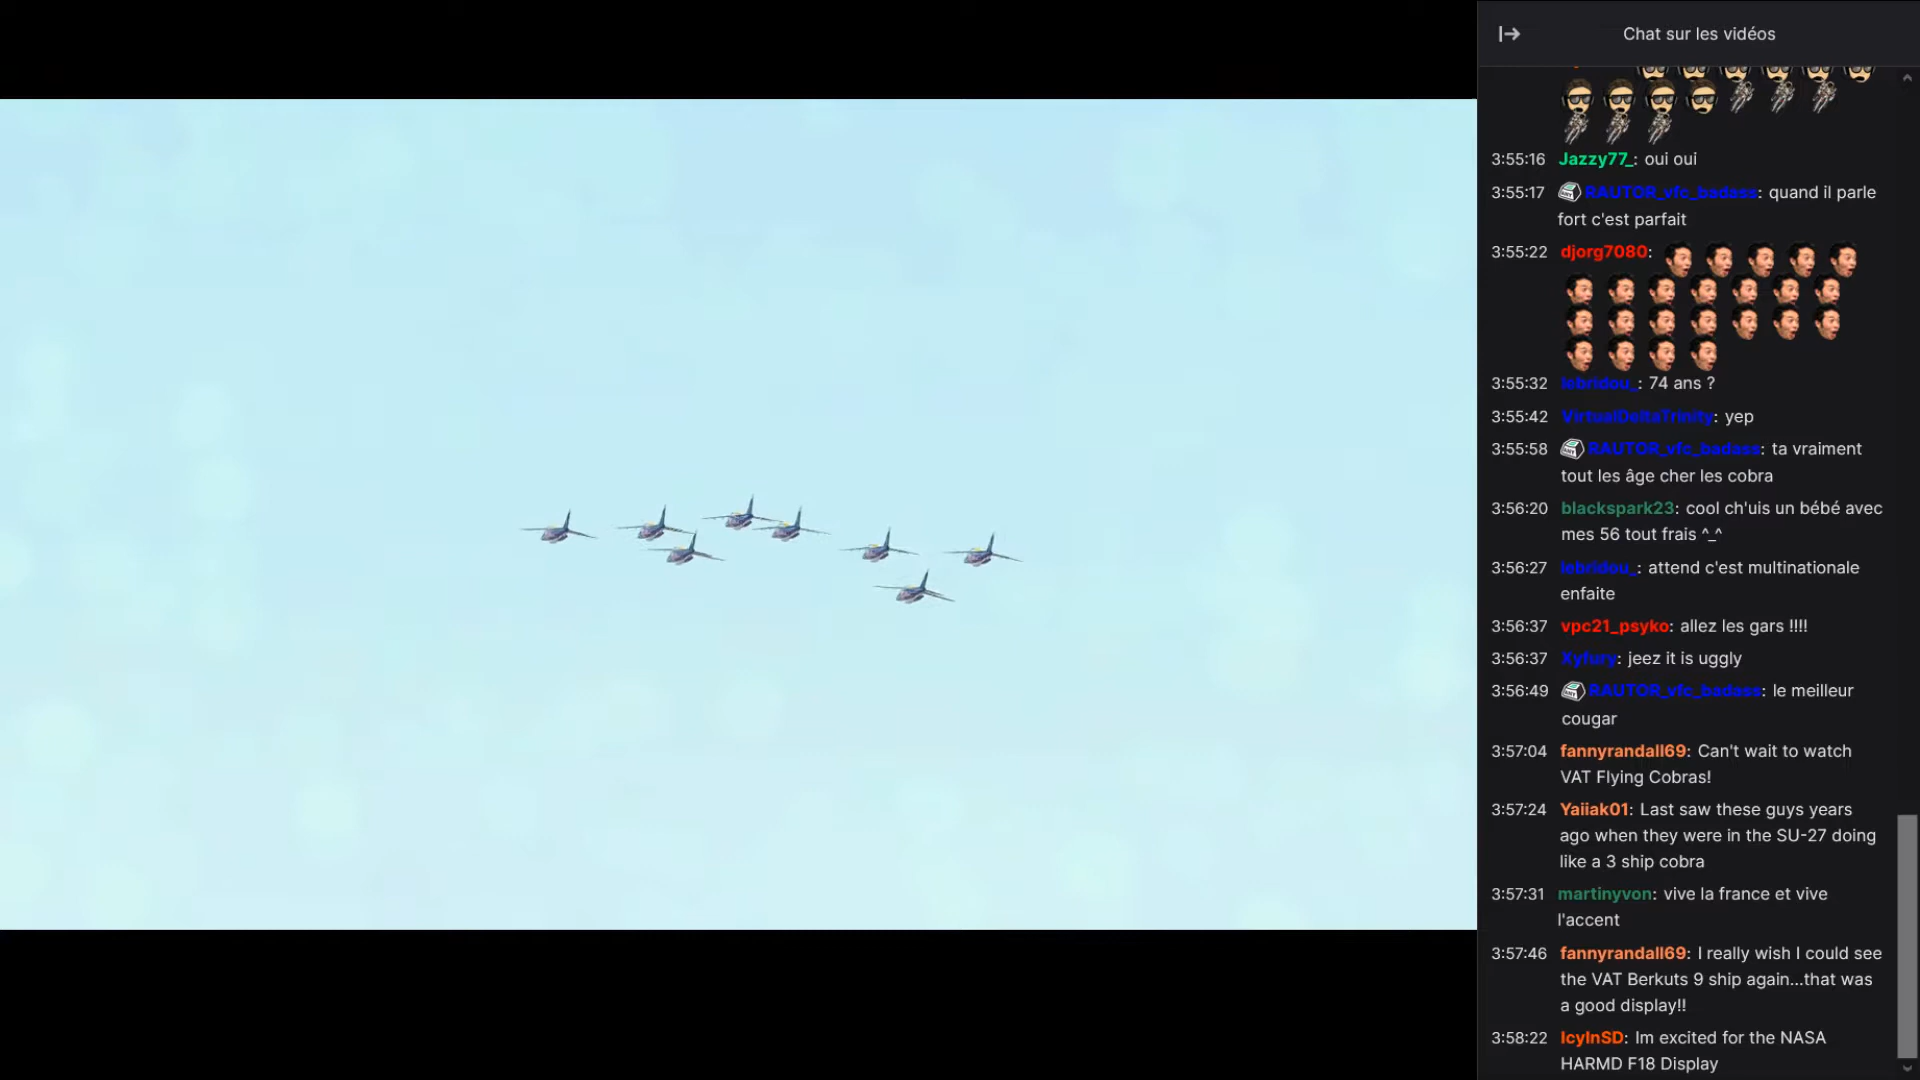 Chat sur les vidéos
3:55:16 Jazzy77_: oui oui
3:55:17 RAUTOR_vfc_badass: quand il parle
fort c'est parfait
3:55:22 djorg7080:
3:55:32 lebridou_: 74 ans ?
3:55:42 VirtualDeltaTrinity: yep
3:55:58 RAUTOR_vfc_badass: ta vraiment
tout les âge cher les cobra
3:56:20 blackspark23: cool ch'uis un bébé avec
mes 56 tout frais ^_^
3:56:27 lebridou_: attend c'est multinationale
enfaite
3:56:37 vpc21_psyko: allez les gars !!!!
3:56:37 Xyfury: jeez it is uggly
3:56:49 RAUTOR_vfc_badass: le meilleur
cougar
3:57:04 fannyrandall69: Can't wait to watch
VAT Flying Cobras!
3:57:24 Yaiiak01: Last saw these guys years
ago when they were in the SU-27 doing
like a 3 ship cobra
3:57:31 martinyvon: vive la france et vive
l'accent
3:57:46 fannyrandall69: I really wish I could see
the VAT Berkuts 9 ship again...that was
a good display!!
3:58:22 IcyInSD: Im excited for the NASA
HARMD F18 Display